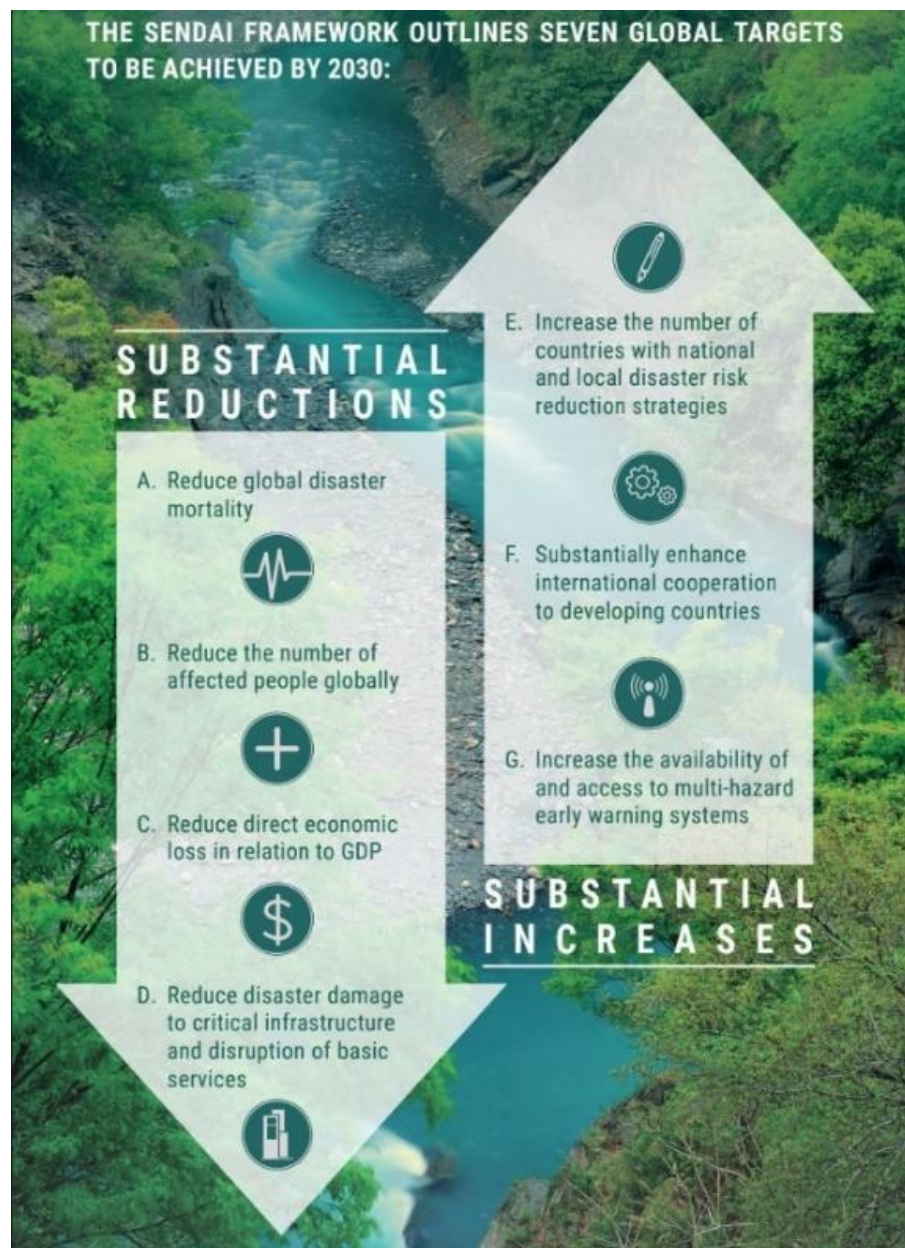 THE SENDAI FRAMEWORK OUTLINES SEVEN GLOBAL TARGETS
TO BE ACHIEVED BY 2030:
SUBSTANTIAL
REDUCTIONS
A. Reduce global disaster
mortality
B. Reduce the number of
affected people globally
C. Reduce direct economic
loss in relation to GDP
$
D. Reduce disaster damage
to critical infrastructure
and disruption of basic
services
E. Increase the number of
countries with national
and local disaster risk
reduction strategies
F. Substantially enhance
international cooperation
to developing countries
G. Increase the availability of
and access to multi-hazard
early warning systems
SUBSTANTIAL
INCREASES